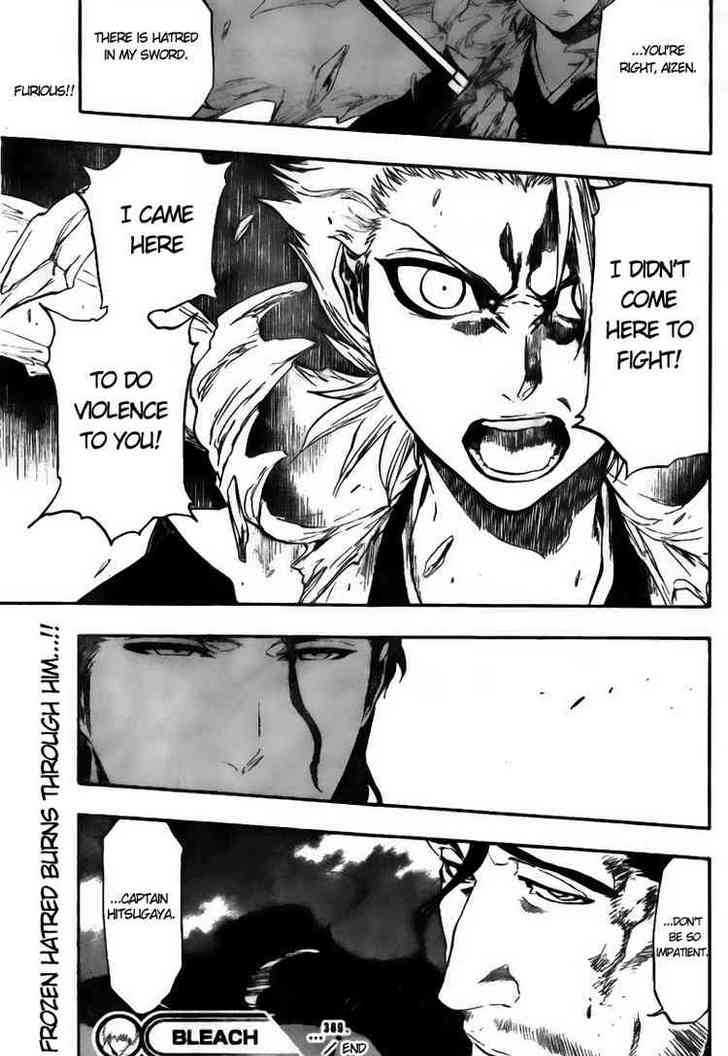 ...YOU'RE
RIGHT, AIZEN.
THERE IS HATRED
IN MY SWORD.
FURIOUS!!
I DIDN'T
COME
HERE TO
FIGHT!
I CAME
HERE
TO DO
VIOLENCE
TO YOU!
...DON'T
BE SO
IMPATIENT.
...CAPTAIN
HITSUGAYA.
FROZEN HATRED BURNS THROUGH HIM...!!
BLEACH
... 369.
END